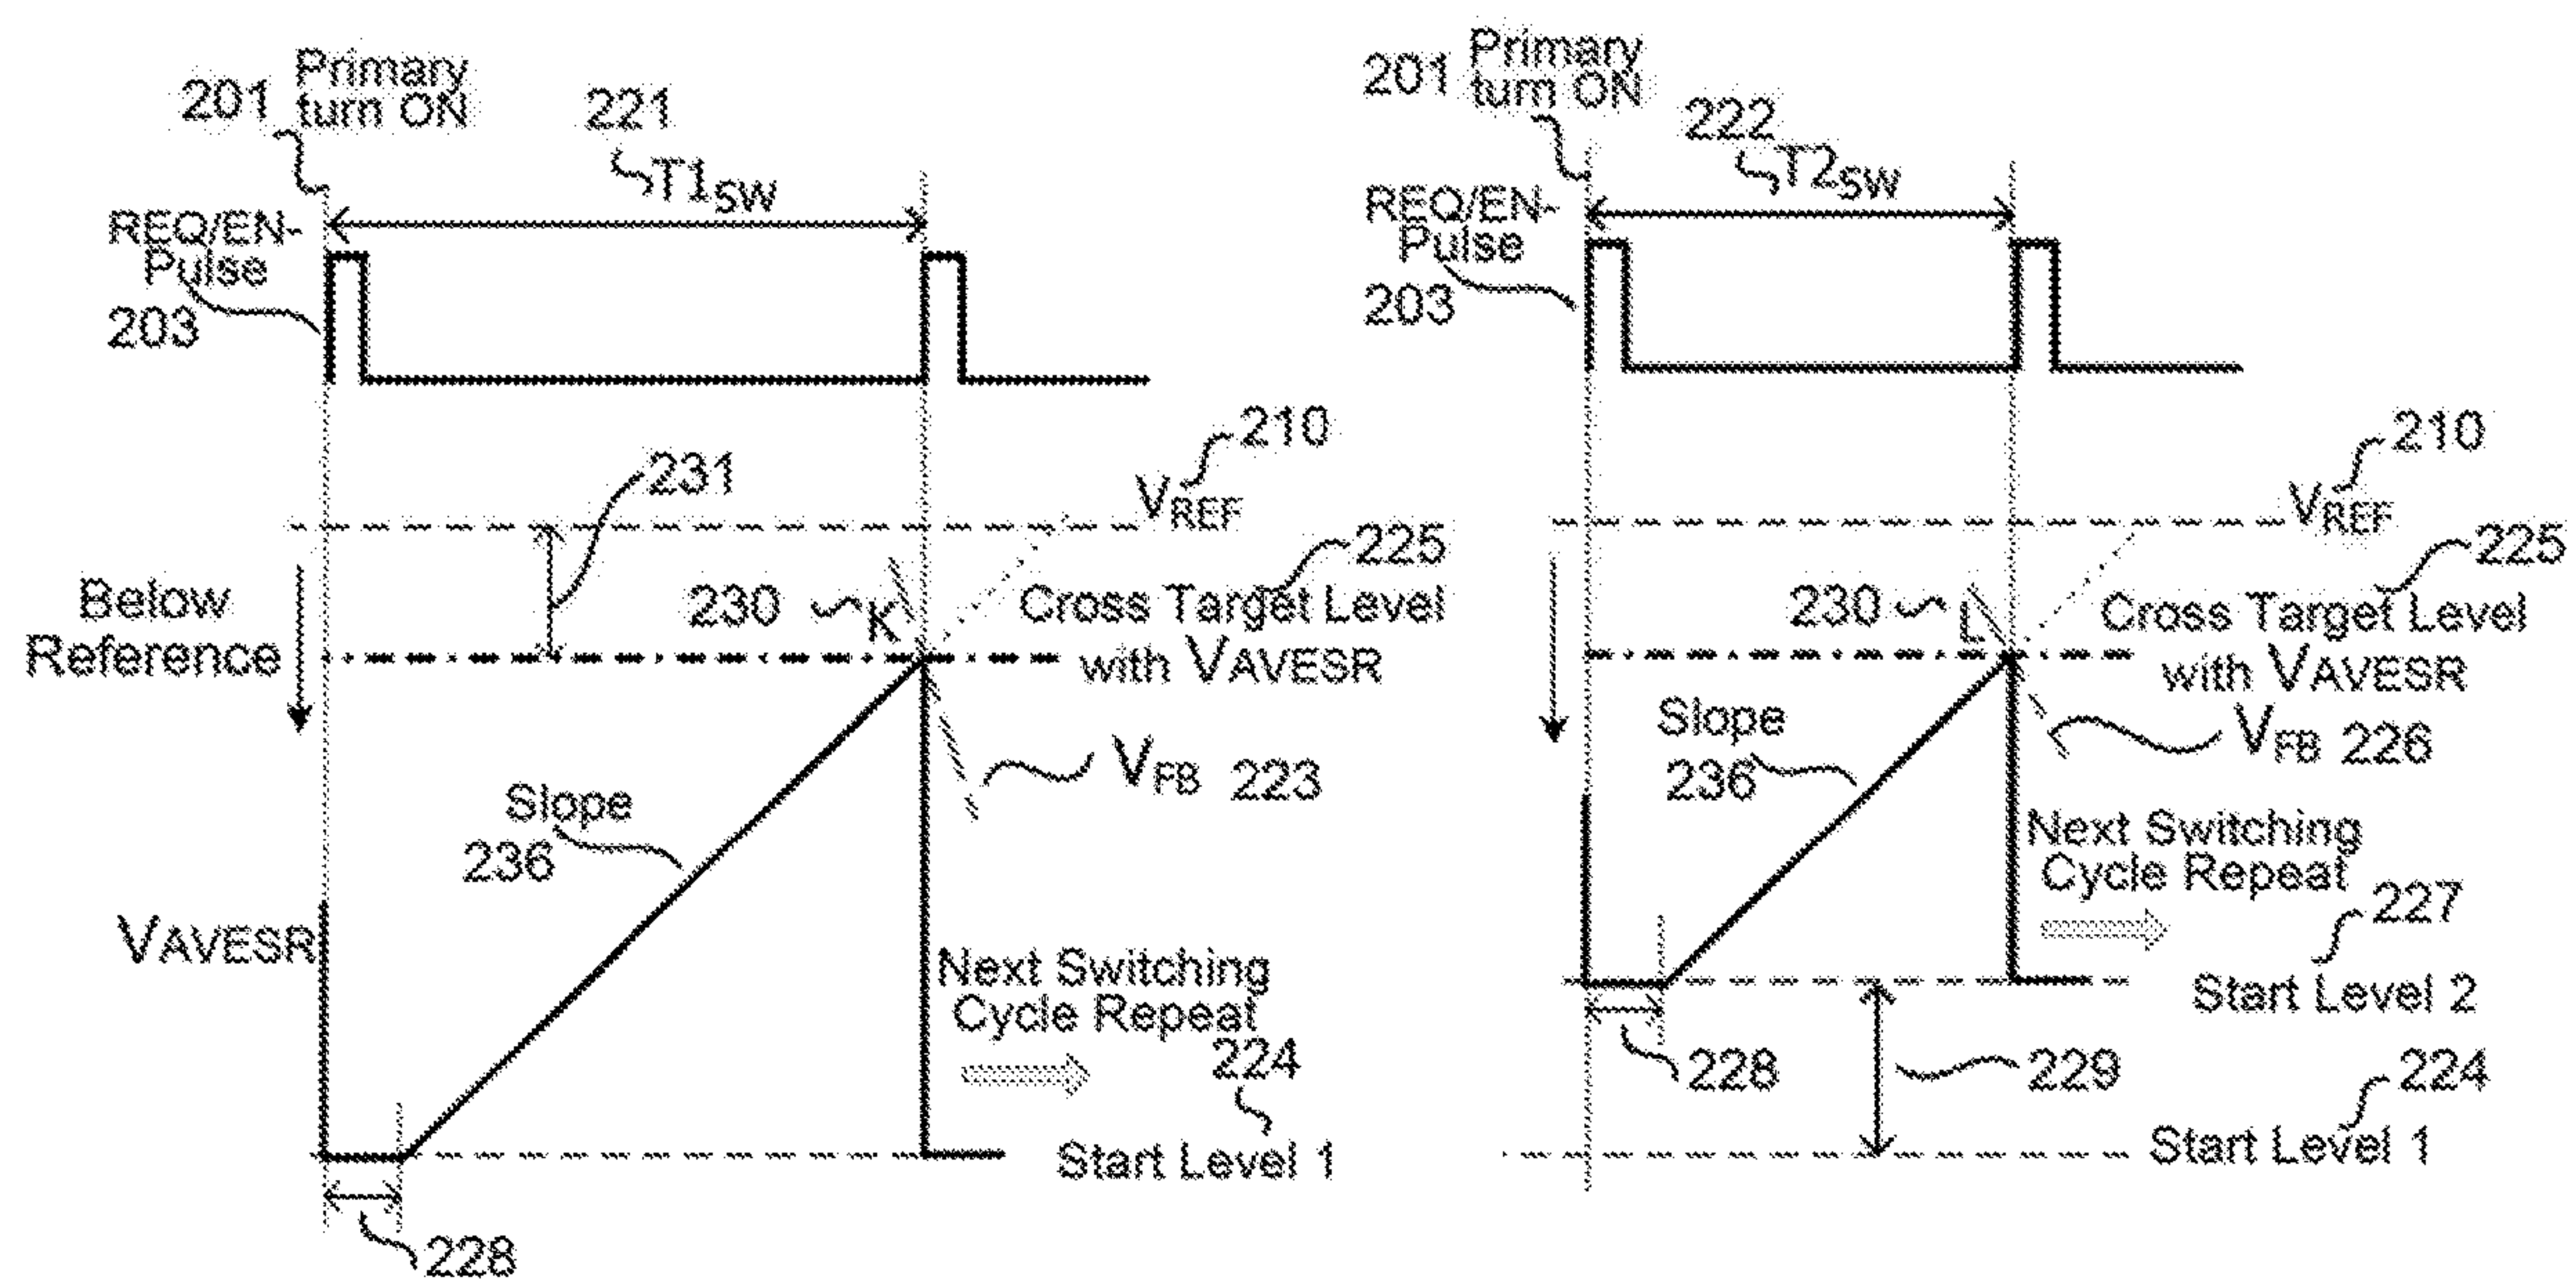 201
Primary
turn ON
221
T1SW
REQ/EN-
Pulse
203
210
VREF
231
225
Below
Reference
230
K
Cross Target Level
with VAVESR
VFB 223
Slope
236
VAVESR
Next Switching
Cycle Repeat
224
Start Level 1
228
201
Primary
turn ON
222
T2SW
REQ/EN-
Pulse
203
210
VREF
225
230
L
Cross Target Level
with VAVESR
Slope
236
VFB 226
Next Switching
Cycle Repeat
227
Start Level 2
228
229
224
Start Level 1